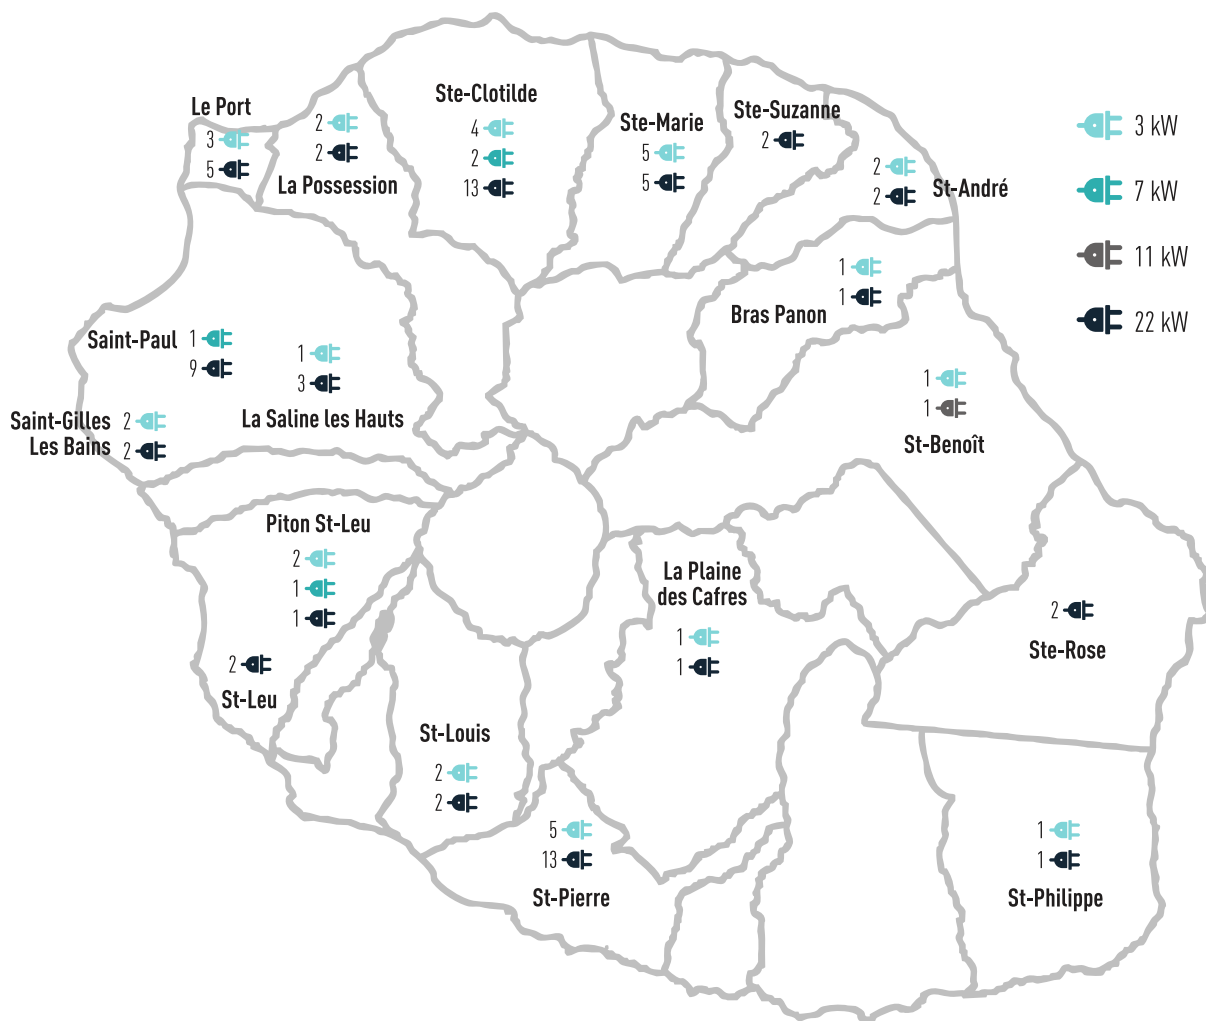 Le Port
3
5
2
2
La Possession
Ste-Clotilde
4
2
13
Ste-Marie
5
5
Ste-Suzanne
2
2
2
St-André
3 kW
7 kW
11 kW
22 kW
1
1
Bras Panon
Saint-Paul
1
9
1
3
La Saline les Hauts
Saint-Gilles
Les Bains
2
2
1
1
St-Benoît
Piton St-Leu
2
1
1
2
St-Leu
La Plaine
des Cafres
1
1
2
Ste-Rose
St-Louis
2
2
5
13
St-Pierre
1
1
St-Philippe